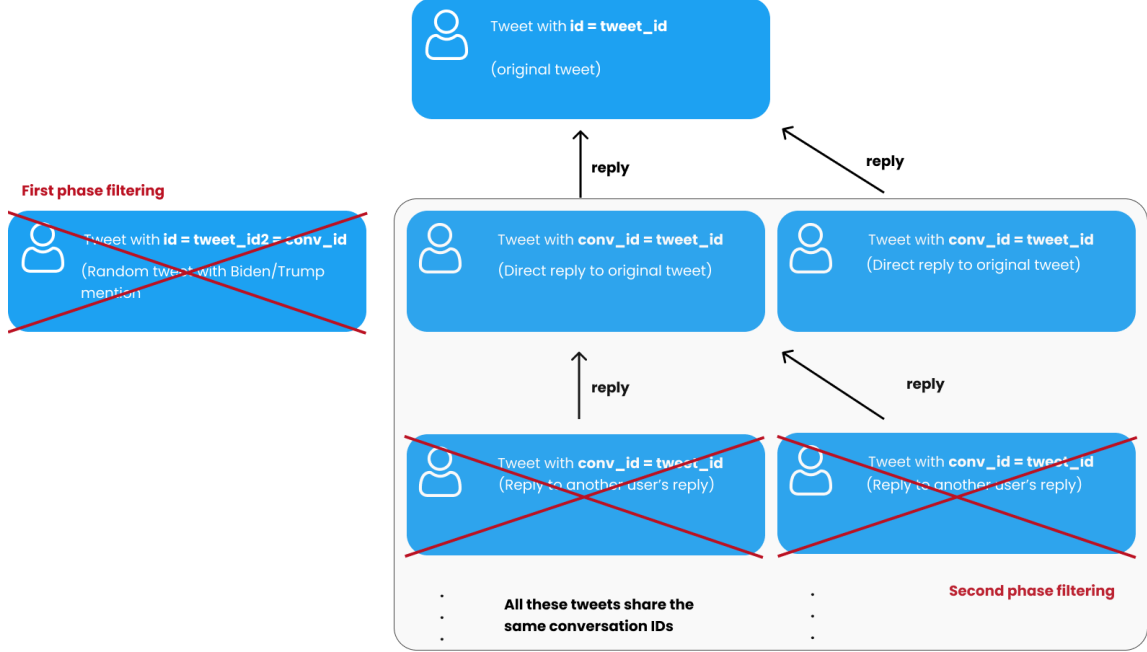 Tweet with id = tweet_id
(original tweet)
reply
reply
First phase filtering
Tweet with id = tweet_id2 = conv_id
(Random tweet with Biden/Trump
mention
Tweet with conv_id = tweet_id
(Direct reply to original tweet)
Tweet with conv_id = tweet_id
(Direct reply to original tweet)
reply
reply
Tweet with conv_id = tweet_id
(Reply to another user's reply)
Tweet with conv_id = tweet_id
(Reply to another user's reply)
All these tweets share the
same conversation IDs
Second phase filtering